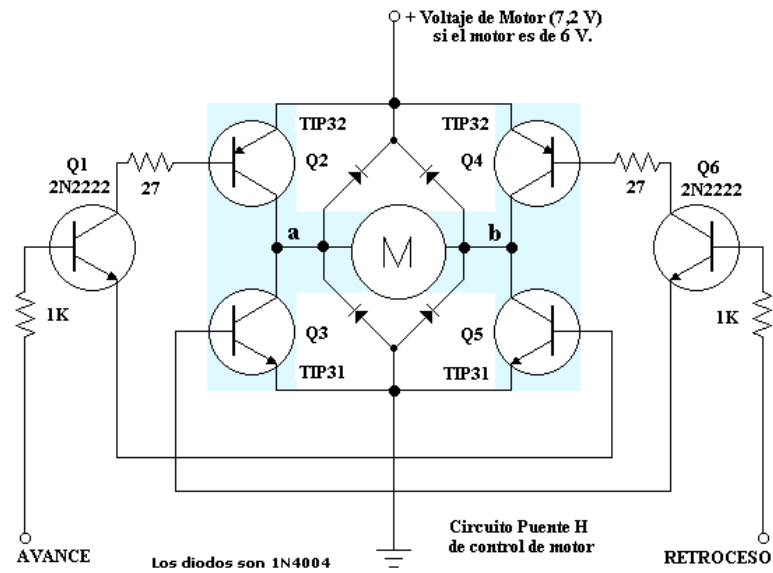 + Voltaje de Motor (7,2 V)
si el motor es de 6 V.
TIP32
TIP32
Q1
2N2222
27
Q2
Q4
27
Q6
2N2222
a
M
b
1K
Q3
Q5
1K
TIP31
TIP31
AVANCE
Los diodos son 1N4004
Circuito Puente H
de control de motor
RETROCESO